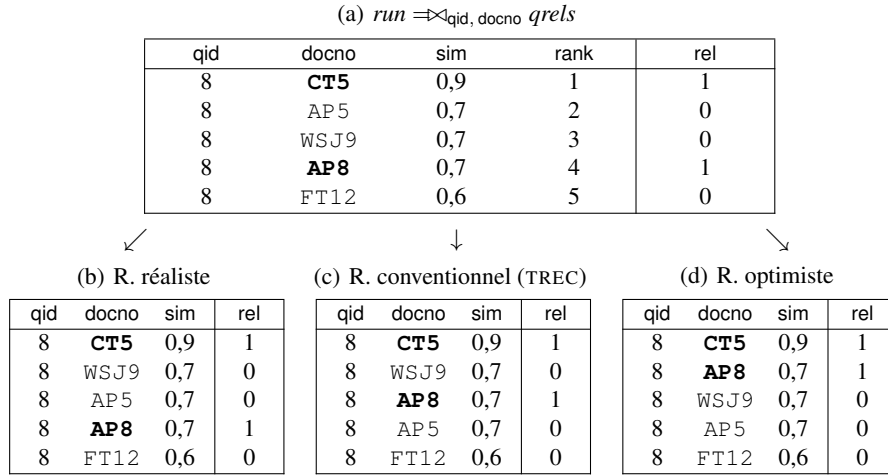 (a) run ⟖qid, docno qrels
qid docno sim rank rel
8 CT5 0,9 1 1
8 AP5 0,7 2 0
8 WSJ9 0,7 3 0
8 AP8 0,7 4 1
8 FT12 0,6 5 0
↙ ↓ ↘
(b) R. réaliste
qid docno sim rel
8 CT5 0,9 1
8 WSJ9 0,7 0
8 AP5 0,7 0
8 AP8 0,7 1
8 FT12 0,6 0
(c) R. conventionnel (TREC)
qid docno sim rel
8 CT5 0,9 1
8 WSJ9 0,7 0
8 AP8 0,7 1
8 AP5 0,7 0
8 FT12 0,6 0
(d) R. optimiste
qid docno sim rel
8 CT5 0,9 1
8 AP8 0,7 1
8 WSJ9 0,7 0
8 AP5 0,7 0
8 FT12 0,6 0